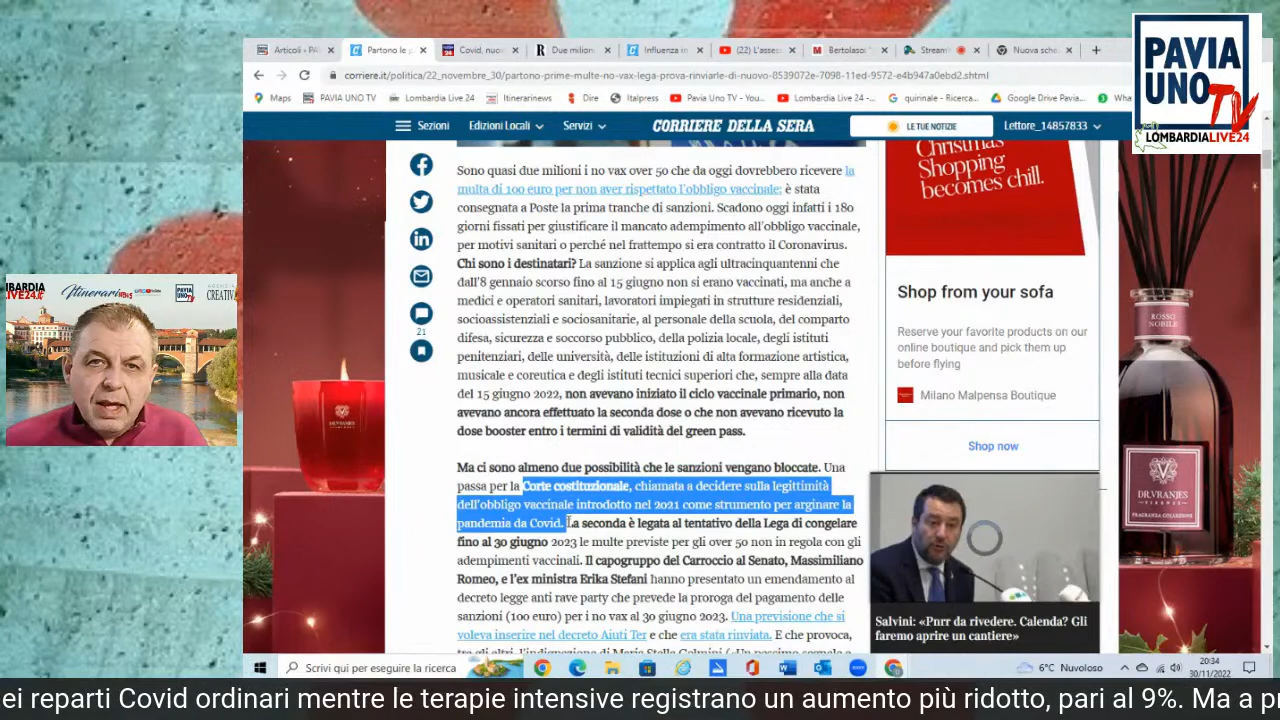 Articoli - PA
Partono le
Covid, nuo
Due milion
Influenza in
(22) L'asses
Bertolaso:
Stream
Nuova sche
corriere.it/politica/22_novembre_30/partono-prime-multe-no-vax-lega-prova-rinviarle-di-nuovo-8539072e-7098-11ed-9572-e4b947a0ebd2.shtml
Maps
PAVIA UNO TV
Lombardia Live 24
Itinerarinews
Dire
Italpress
Pavia Uno TV - You...
Lombardia Live 24 -...
quirinale - Ricerca...
Google Drive Pavia...
Wha
PAVIA
UNO
TV
LOMBARDIALIVE24
Sezioni
Edizioni Locali
Servizi
CORRIERE DELLA SERA
LE TUE NOTIZIE
Lettore_14857833
Sono quasi due milioni i no vax over 50 che da oggi dovrebbero ricevere la
multa di 100 euro per non aver rispettato l'obbligo vaccinale: è stata
consegnata a Poste la prima tranche di sanzioni. Scadono oggi infatti i 180
giorni fissati per giustificare il mancato adempimento all'obbligo vaccinale,
per motivi sanitari o perché nel frattempo si era contratto il Coronavirus.
Chi sono i destinatari? La sanzione si applica agli ultracinquantenni che
dall'8 gennaio scorso fino al 15 giugno non si erano vaccinati, ma anche a
medici e operatori sanitari, lavoratori impiegati in strutture residenziali,
socioassistenziali e sociosanitarie, al personale della scuola, del comparto
difesa, sicurezza e soccorso pubblico, della polizia locale, degli istituti
penitenziari, delle università, delle istituzioni di alta formazione artistica,
musicale e coreutica e degli istituti tecnici superiori che, sempre alla data
del 15 giugno 2022, non avevano iniziato il ciclo vaccinale primario, non
avevano ancora effettuato la seconda dose o che non avevano ricevuto la
dose booster entro i termini di validità del green pass.
Ma ci sono almeno due possibilità che le sanzioni vengano bloccate. Una
passa per la Corte costituzionale, chiamata a decidere sulla legittimità
dell'obbligo vaccinale introdotto nel 2021 come strumento per arginare la
pandemia da Covid. La seconda è legata al tentativo della Lega di congelare
fino al 30 giugno 2023 le multe previste per gli over 50 non in regola con gli
adempimenti vaccinali. Il capogruppo del Carroccio al Senato, Massimiliano
Romeo, e l'ex ministra Erika Stefani hanno presentato un emendamento al
decreto legge anti rave party che prevede la proroga del pagamento delle
sanzioni (100 euro) per i no vax al 30 giugno 2023. Una previsione che si
voleva inserire nel decreto Aiuti Ter e che era stata rinviata. E che provoca,
21
Christmas
Shopping
becomes chill.
Shop from your sofa
Reserve your favorite products on our
online boutique and pick them up
before flying
Milano Malpensa Boutique
Shop now
Salvini: «Pnrr da rivedere. Calenda? Gli
faremo aprire un cantiere»
ROSSO
NOBILE
DR.VRANJES
DR.VRANJES
IBARDIA
LIVE24.it
Itinerari
NEWS
PAVIA
UNO
CREATIVA
Scrivi qui per eseguire la ricerca
6°C Nuvoloso
20:34
30/11/2022
ei reparti Covid ordinari mentre le terapie intensive registrano un aumento più ridotto, pari al 9%. Ma a p